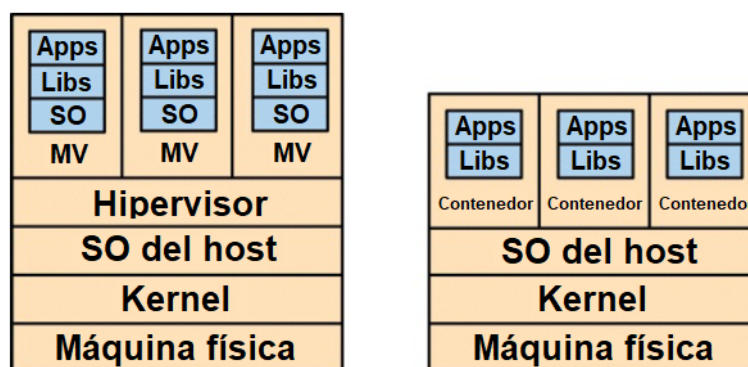 Apps Apps Apps
Libs Libs Libs
SO SO SO
MV MV MV
Hipervisor
SO del host
Kernel
Máquina física
Apps Apps Apps
Libs Libs Libs
Contenedor Contenedor Contenedo
SO del host
Kernel
Máquina física